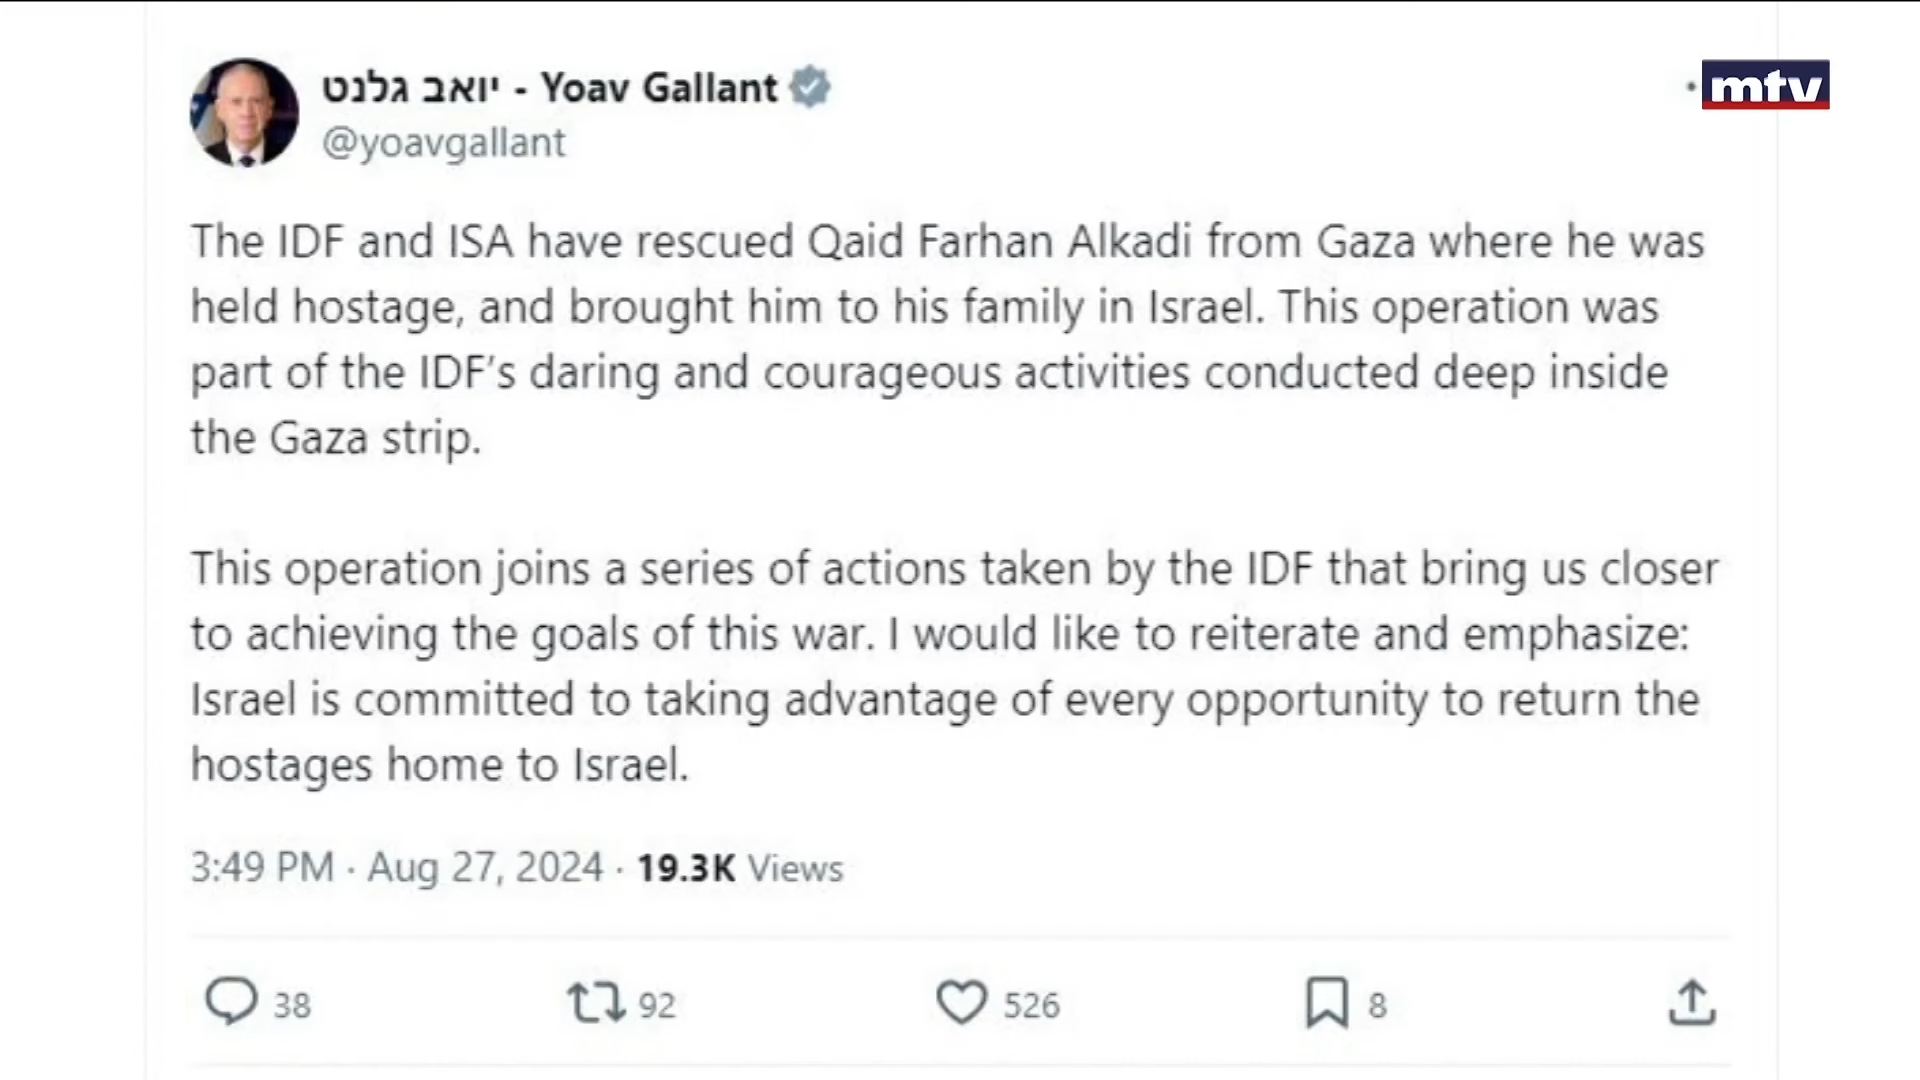 יואב גלנט - Yoav Gallant
mtv
@yoavgallant
The IDF and ISA have rescued Qaid Farhan Alkadi from Gaza where he was
held hostage, and brought him to his family in Israel. This operation was
part of the IDF’s daring and courageous activities conducted deep inside
the Gaza strip.
This operation joins a series of actions taken by the IDF that bring us closer
to achieving the goals of this war. I would like to reiterate and emphasize:
Israel is committed to taking advantage of every opportunity to return the
hostages home to Israel.
3:49 PM · Aug 27, 2024 · 19.3K Views
38 92 526 8